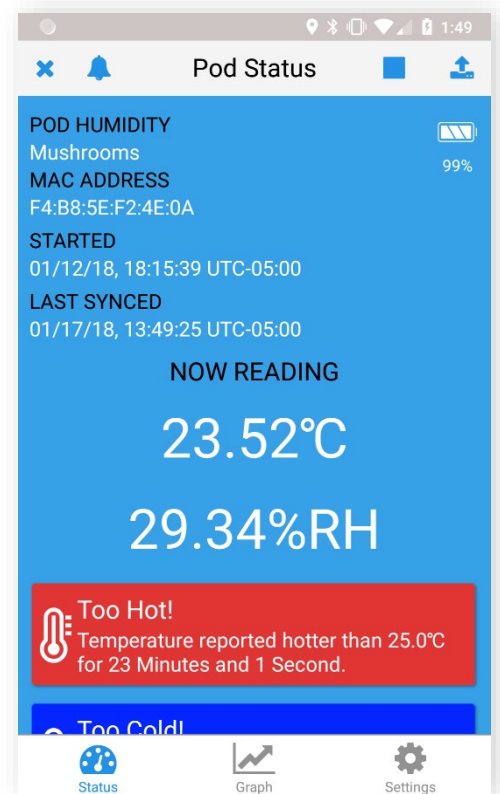 1:49
Pod Status
POD HUMIDITY
Mushrooms
99%
MAC ADDRESS
F4:B8:5E:F2:4E:0A
STARTED
01/12/18, 18:15:39 UTC-05:00
LAST SYNCED
01/17/18, 13:49:25 UTC-05:00
NOW READING
23.52°C
29.34%RH
Too Hot!
Temperature reported hotter than 25.0°C
for 23 Minutes and 1 Second.
Too Cold!
Status Graph Settings